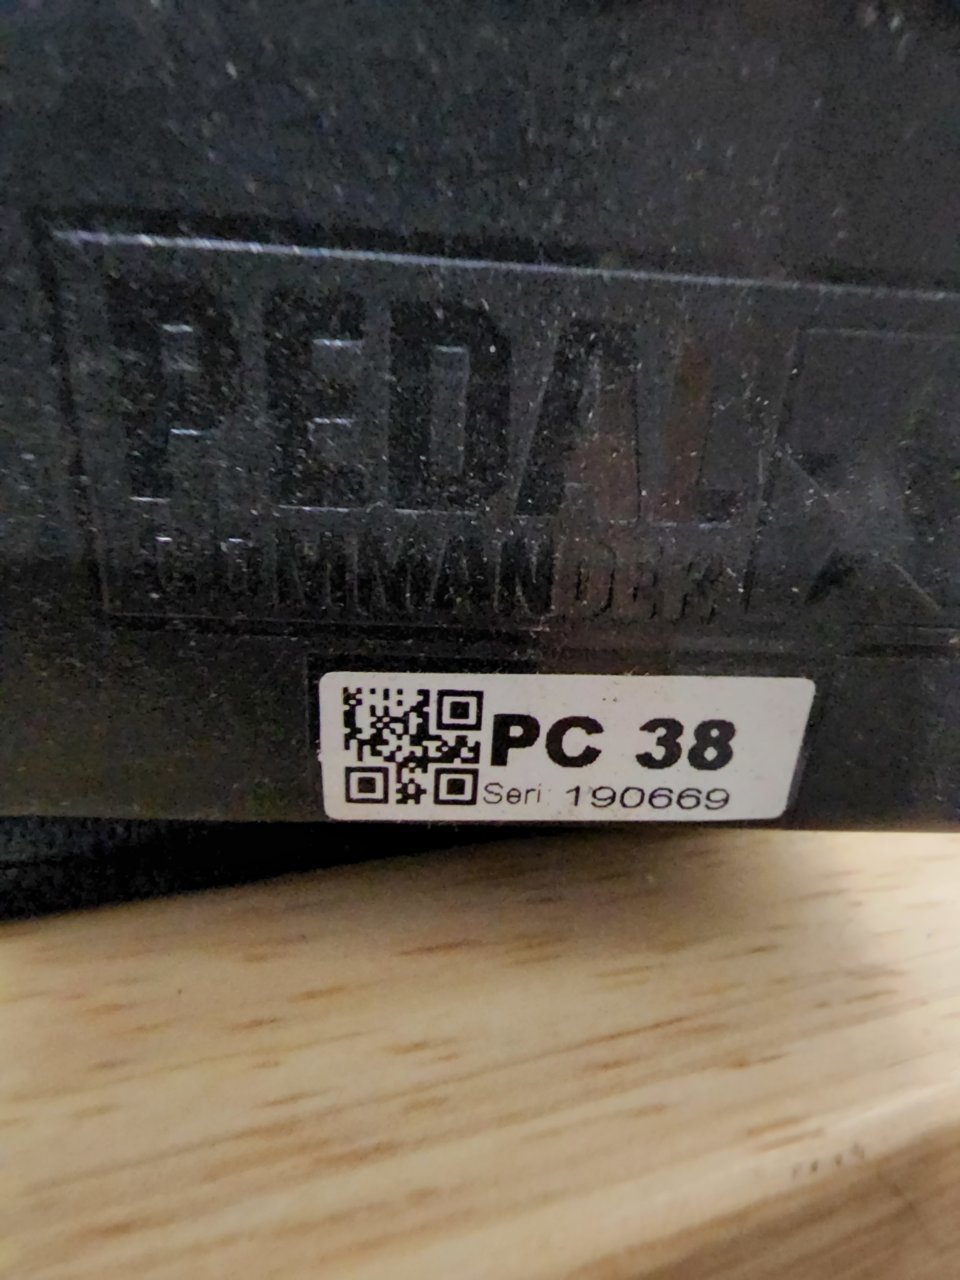 PEDAL
COMMANDER
PC 38
Seri: 190669